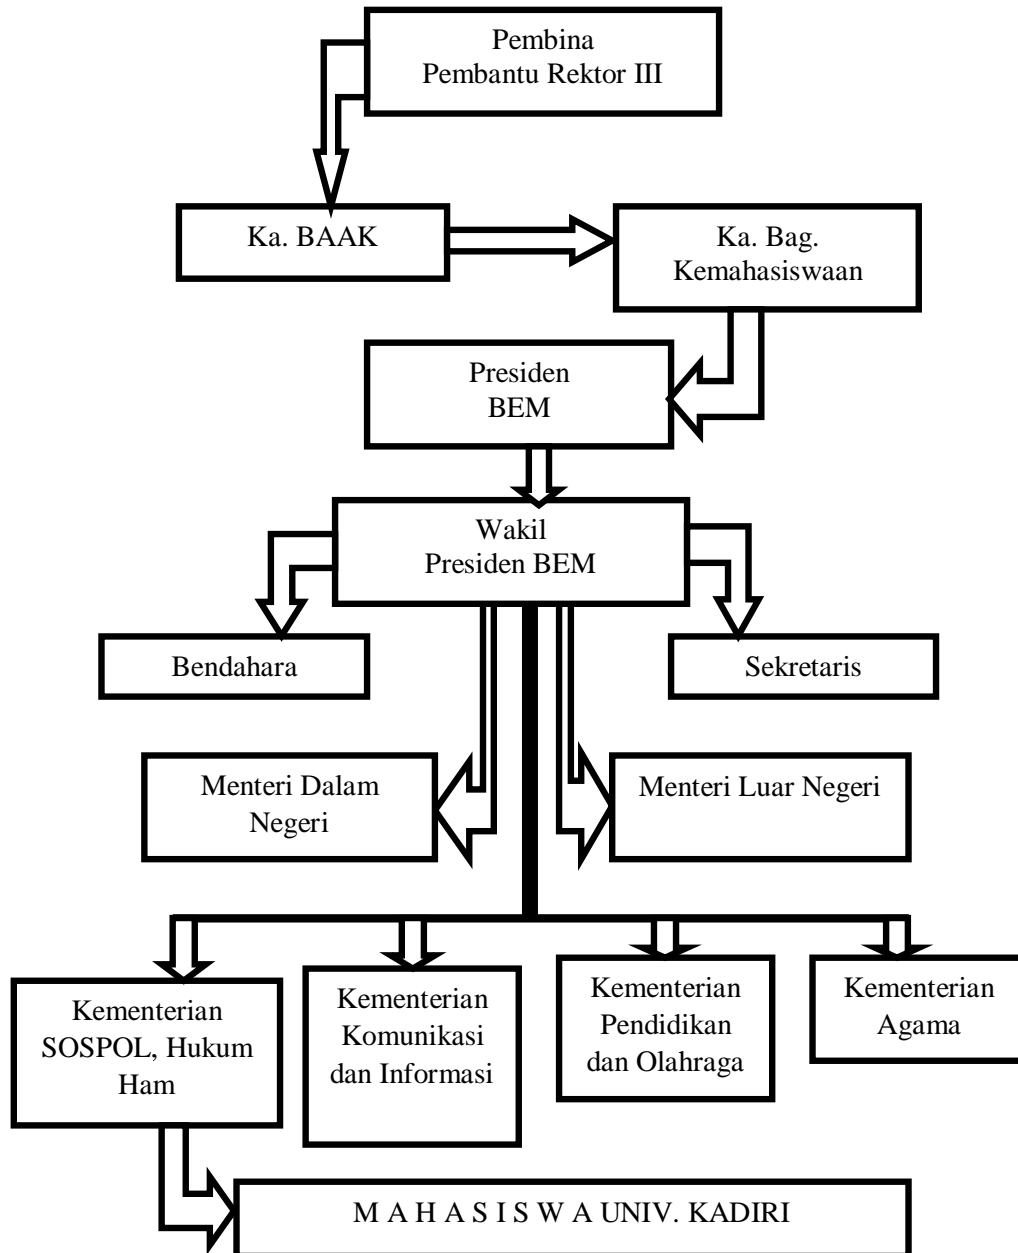 Pembina
Pembantu Rektor III
Ka. BAAK
Ka. Bag.
Kemahasiswaan
Presiden
BEM
Wakil
Presiden BEM
Bendahara
Sekretaris
Menteri Dalam
Negeri
Menteri Luar Negeri
Kementerian
SOSPOL, Hukum
Ham
Kementerian
Komunikasi
dan Informasi
Kementerian
Pendidikan
dan Olahraga
Kementerian
Agama
M A H A S I S W A UNIV. KADIRI